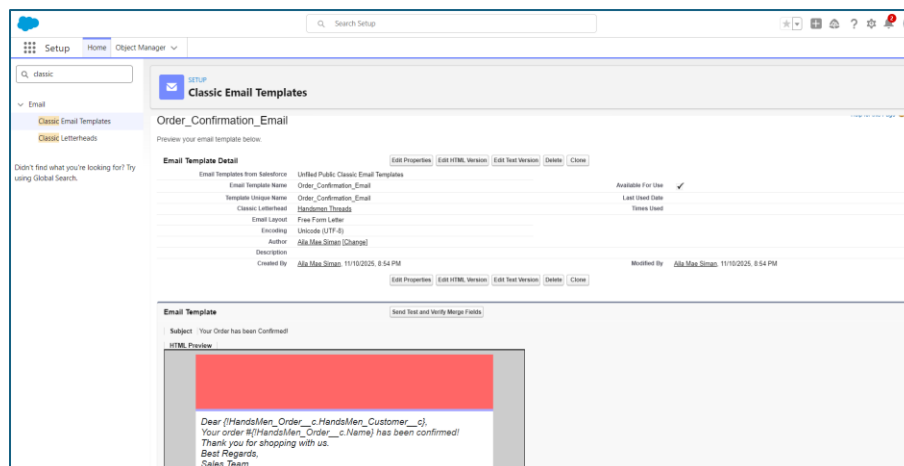 Search Setup
2
Setup Home Object Manager
classic
Email
Classic Email Templates
Classic Letterheads
Didn't find what you're looking for? Try
using Global Search.
SETUP
Classic Email Templates
Order_Confirmation_Email
Preview your email template below.
Email Template Detail Edit Properties Edit HTML Version Edit Text Version Delete Clone
Email Templates from Salesforce Unfiled Public Classic Email Templates
Email Template Name Order_Confirmation_Email Available For Use ✓
Template Unique Name Order_Confirmation_Email Last Used Date
Classic Letterhead Handsmen Threads Times Used
Email Layout Free Form Letter
Encoding Unicode (UTF-8)
Author Aila Mae Siman [Change]
Description
Created By Aila Mae Siman, 11/10/2025, 8:54 PM Modified By Aila Mae Siman, 11/10/2025, 8:54 PM
Edit Properties Edit HTML Version Edit Text Version Delete Clone
Email Template Send Test and Verify Merge Fields
Subject Your Order has been Confirmed!
HTML Preview
Dear {!HandsMen_Order__c.HandsMen_Customer__c},
Your order #{!HandsMen_Order__c.Name} has been confirmed!
Thank you for shopping with us.
Best Regards,
Sales Team